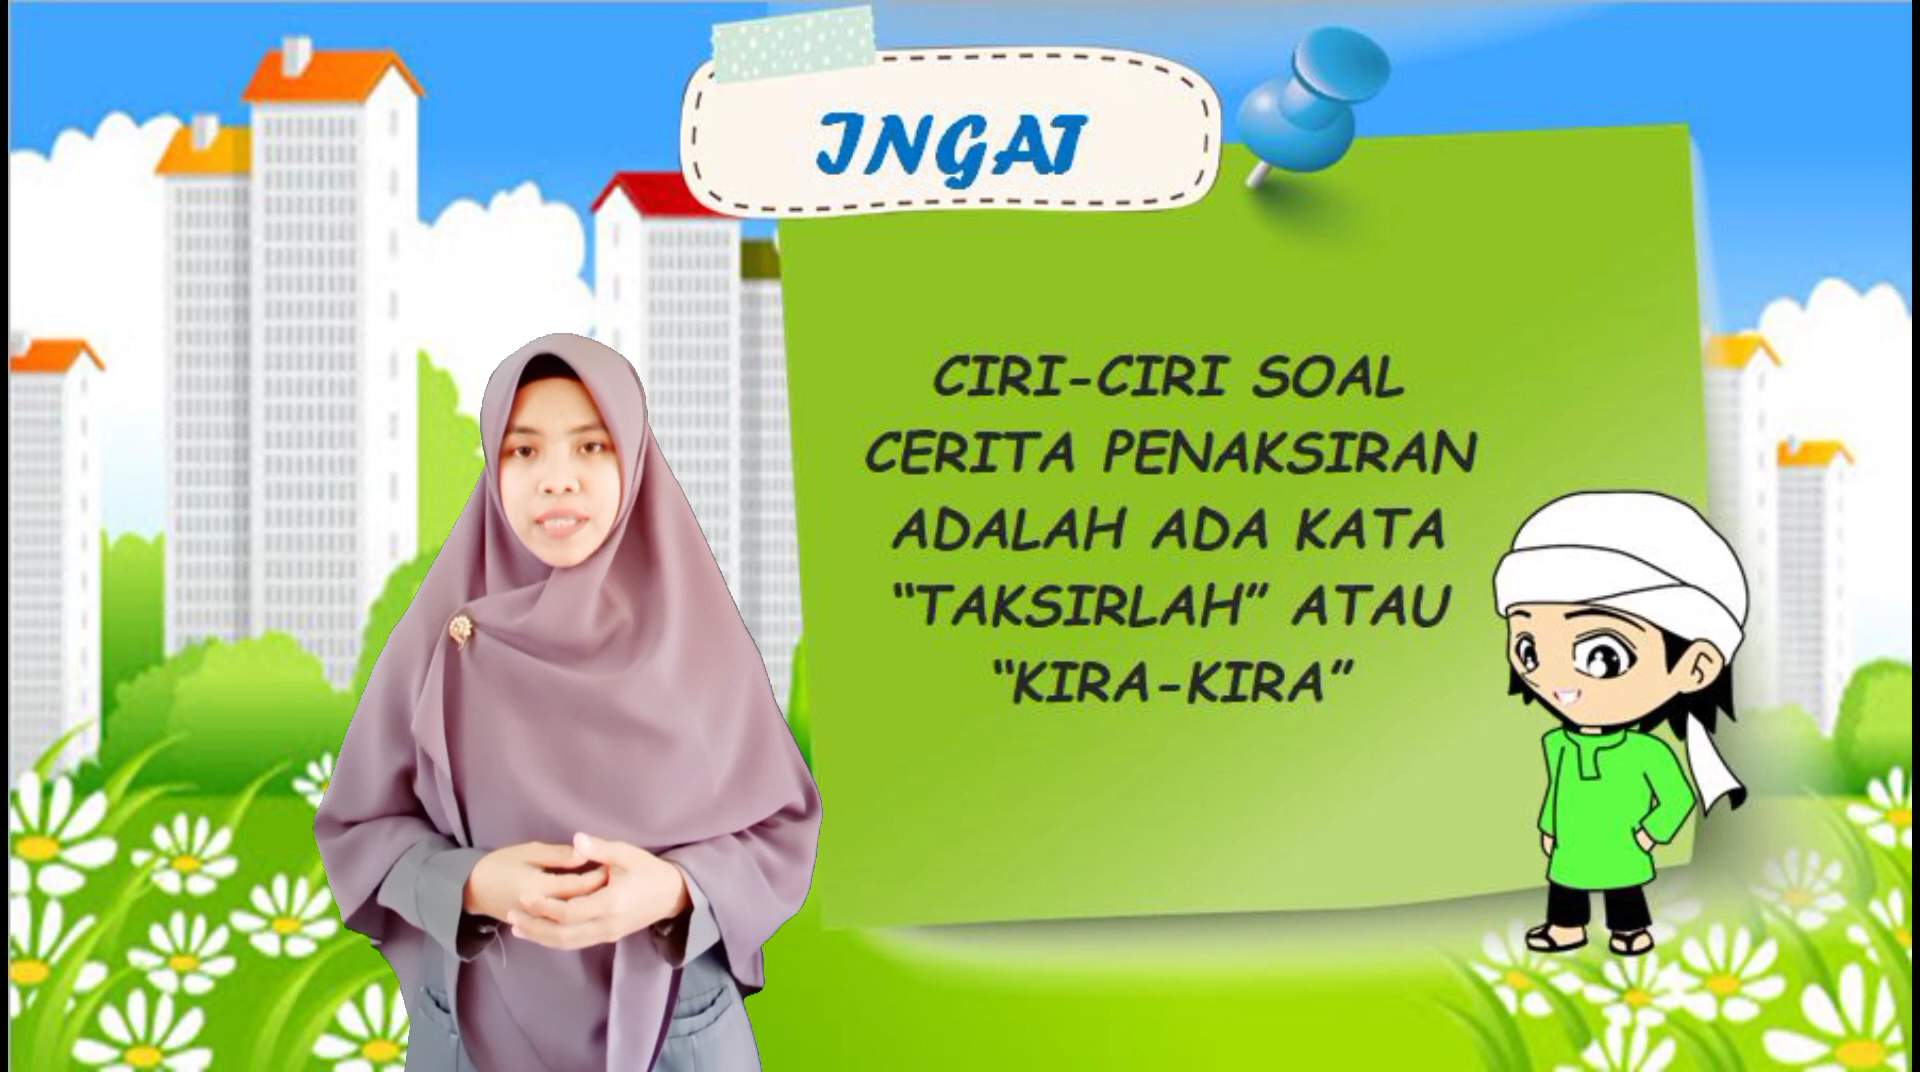 INGAT
CIRI-CIRI SOAL
CERITA PENAKSIRAN
ADALAH ADA KATA
“TAKSIRLAH” ATAU
“KIRA-KIRA”